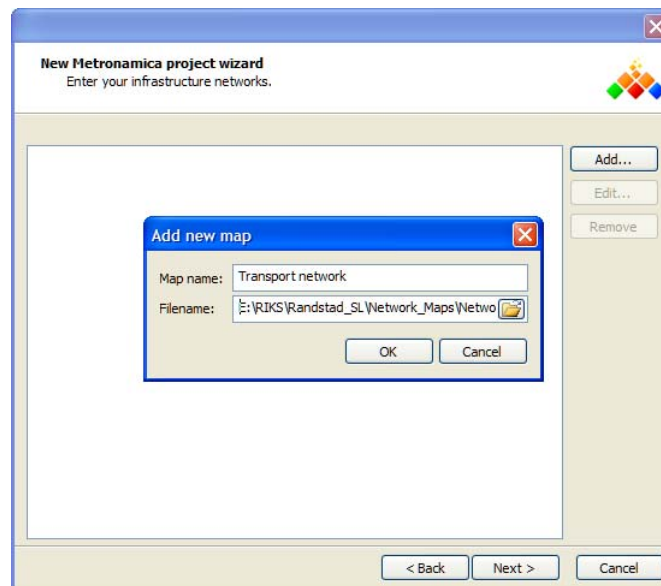 New Metronamica project wizard
Enter your infrastructure networks.
Add...
Edit...
Remove
Add new map
Map name: Transport network
Filename: E:\RIKS\Randstad_SL\Network_Maps\Netwo
OK Cancel
< Back Next > Cancel